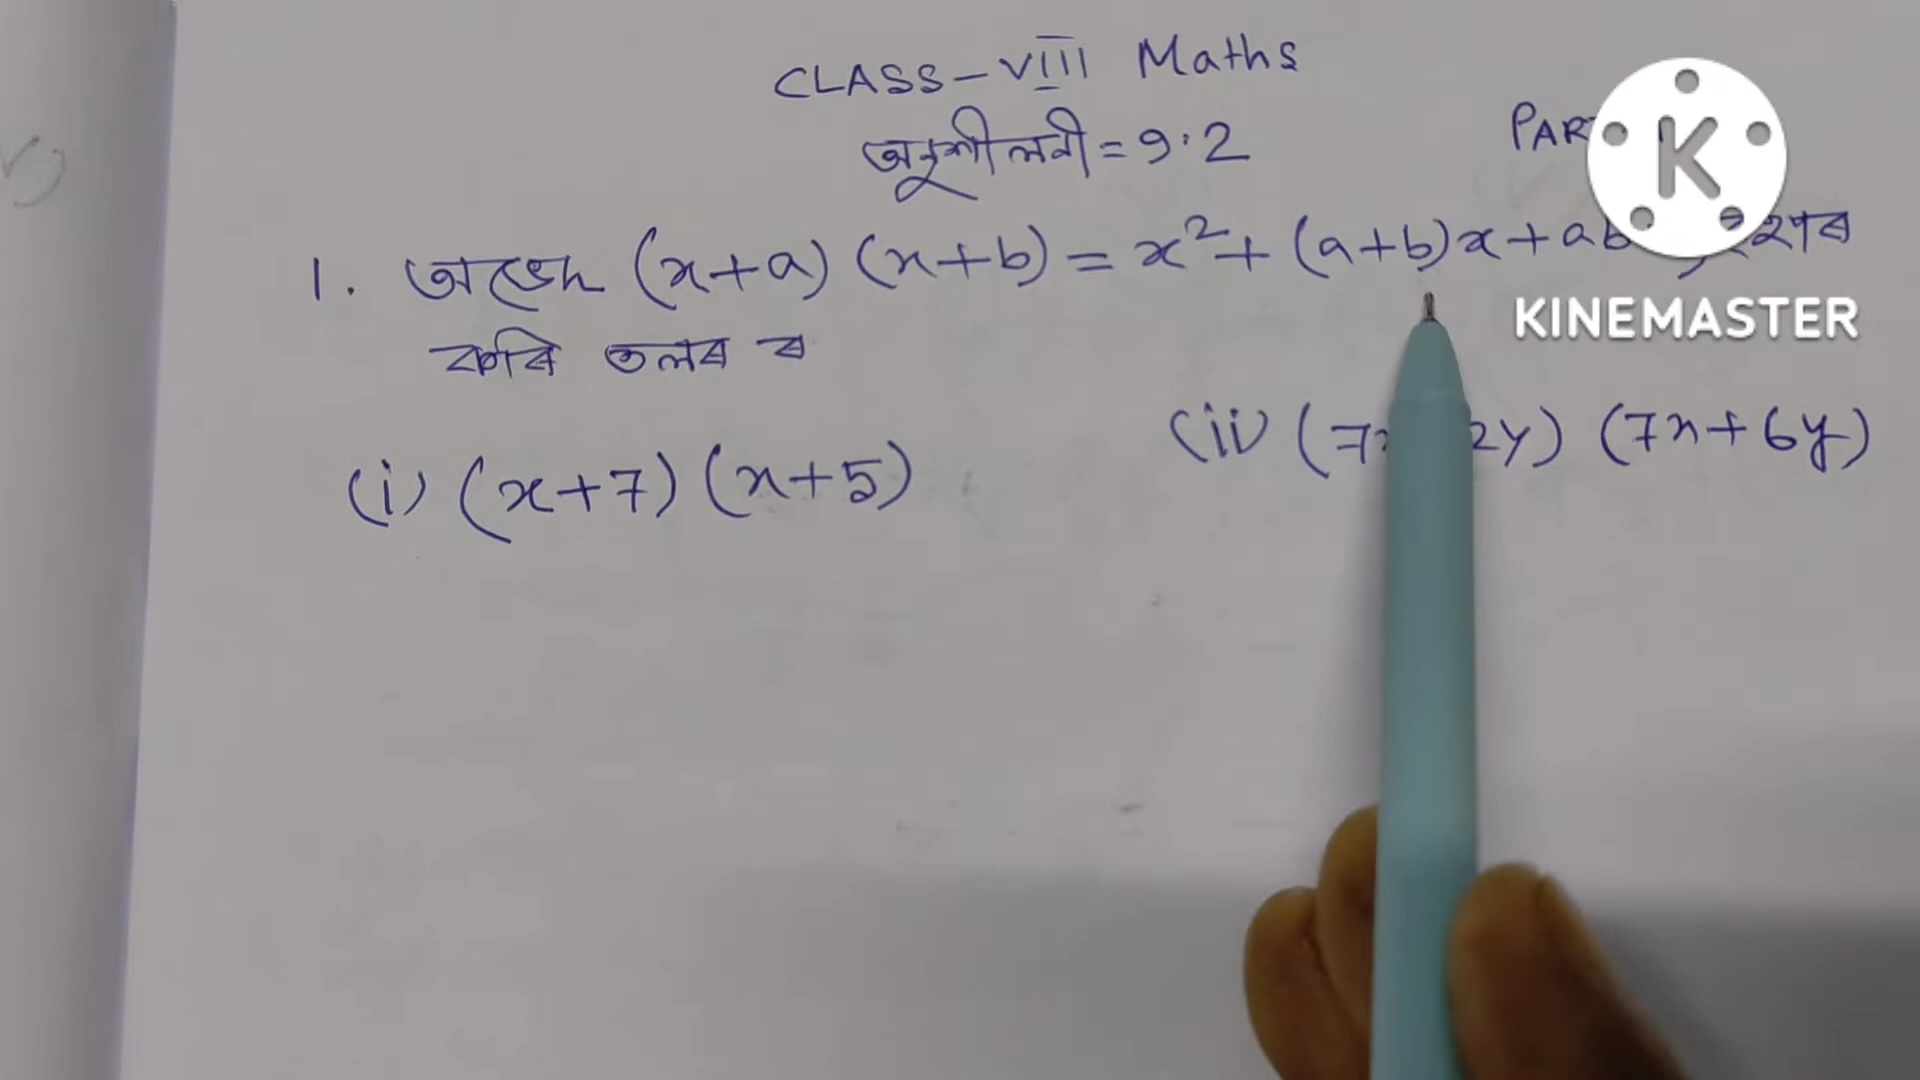 CLASS-VIII Maths
অনুশীলনী = 9.2
PART
1. অভেদ (x+a) (x+b) = x² + (a+b)x + ab
কৰি তলৰ ৰ
KINEMASTER
(i) (x+7) (x+5)
(ii) (7x 2y) (7x+6y)